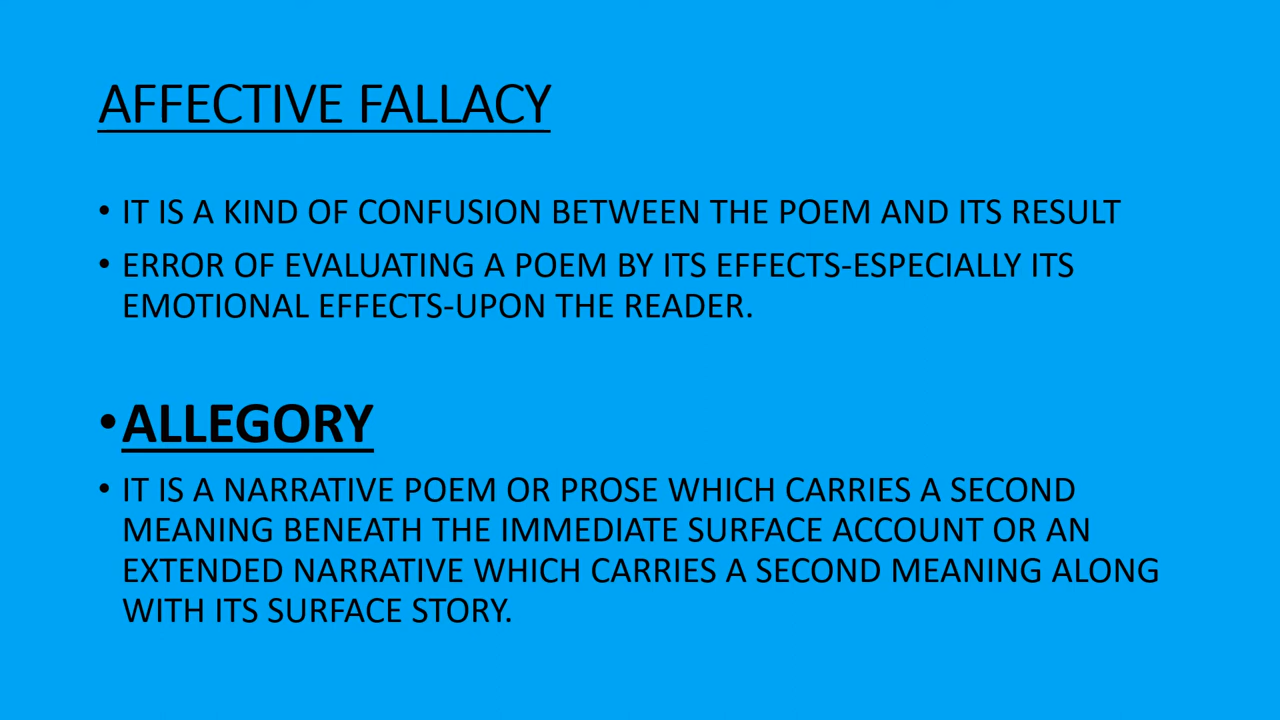 AFFECTIVE FALLACY
• IT IS A KIND OF CONFUSION BETWEEN THE POEM AND ITS RESULT
• ERROR OF EVALUATING A POEM BY ITS EFFECTS-ESPECIALLY ITS
EMOTIONAL EFFECTS-UPON THE READER.
•ALLEGORY
• IT IS A NARRATIVE POEM OR PROSE WHICH CARRIES A SECOND
MEANING BENEATH THE IMMEDIATE SURFACE ACCOUNT OR AN
EXTENDED NARRATIVE WHICH CARRIES A SECOND MEANING ALONG
WITH ITS SURFACE STORY.